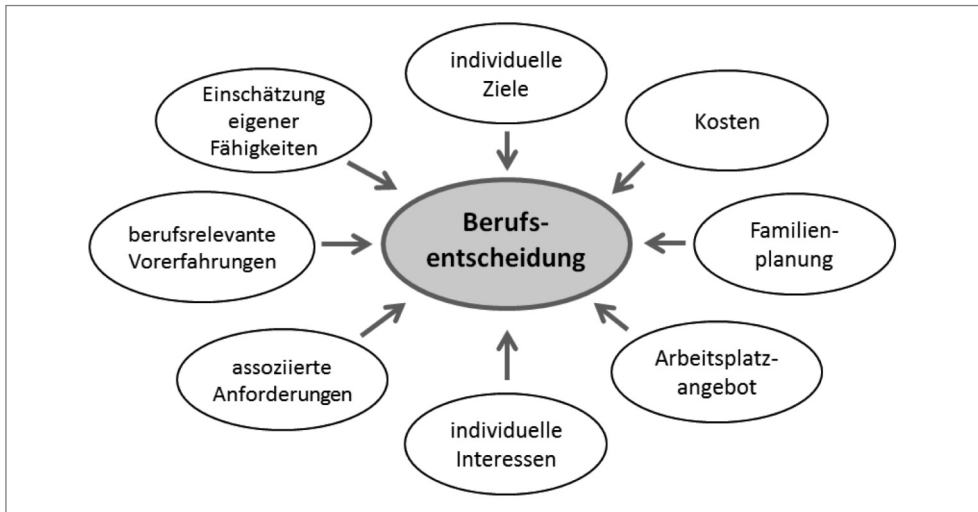 individuelle
Ziele
Einschätzung
eigener
Fähigkeiten
Kosten
berufsrelevante
Vorerfahrungen
Berufs-
entscheidung
Familien-
planung
assoziierte
Anforderungen
Arbeitsplatz-
angebot
individuelle
Interessen